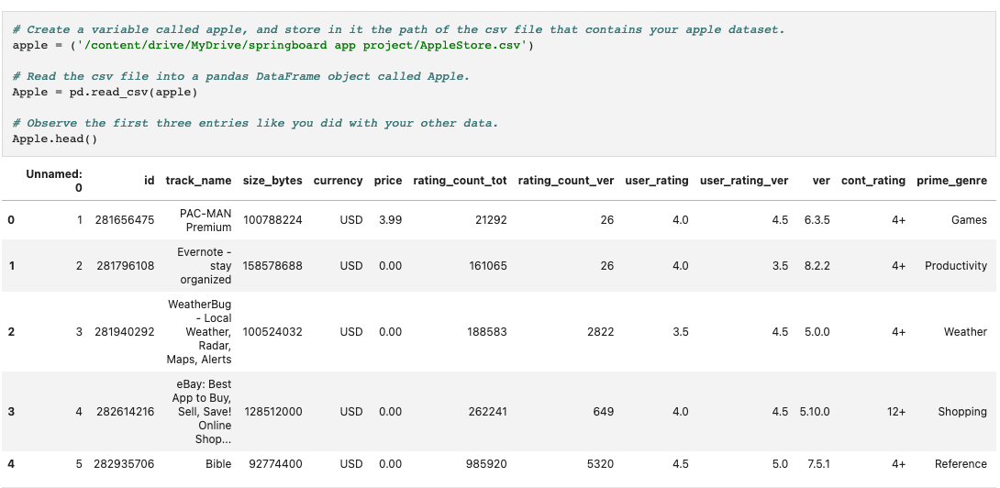 # Create a variable called apple, and store in it the path of the csv file that contains your apple dataset.
apple = ('/content/drive/MyDrive/springboard app project/AppleStore.csv')
# Read the csv file into a pandas DataFrame object called Apple.
Apple = pd.read_csv(apple)
# Observe the first three entries like you did with your other data.
Apple.head()
Unnamed: 0 id track_name size_bytes currency price rating_count_tot rating_count_ver user_rating user_rating_ver ver cont_rating prime_genre
0 1 281656475 PAC-MAN Premium 100788224 USD 3.99 21292 26 4.0 4.5 6.3.5 4+ Games
1 2 281796108 Evernote - stay organized 158578688 USD 0.00 161065 26 4.0 3.5 8.2.2 4+ Productivity
2 3 281940292 WeatherBug - Local Weather, Radar, Maps, Alerts 100524032 USD 0.00 188583 2822 3.5 4.5 5.0.0 4+ Weather
3 4 282614216 eBay: Best App to Buy, Sell, Save! Online Shop... 128512000 USD 0.00 262241 649 4.0 4.5 5.10.0 12+ Shopping
4 5 282935706 Bible 92774400 USD 0.00 985920 5320 4.5 5.0 7.5.1 4+ Reference